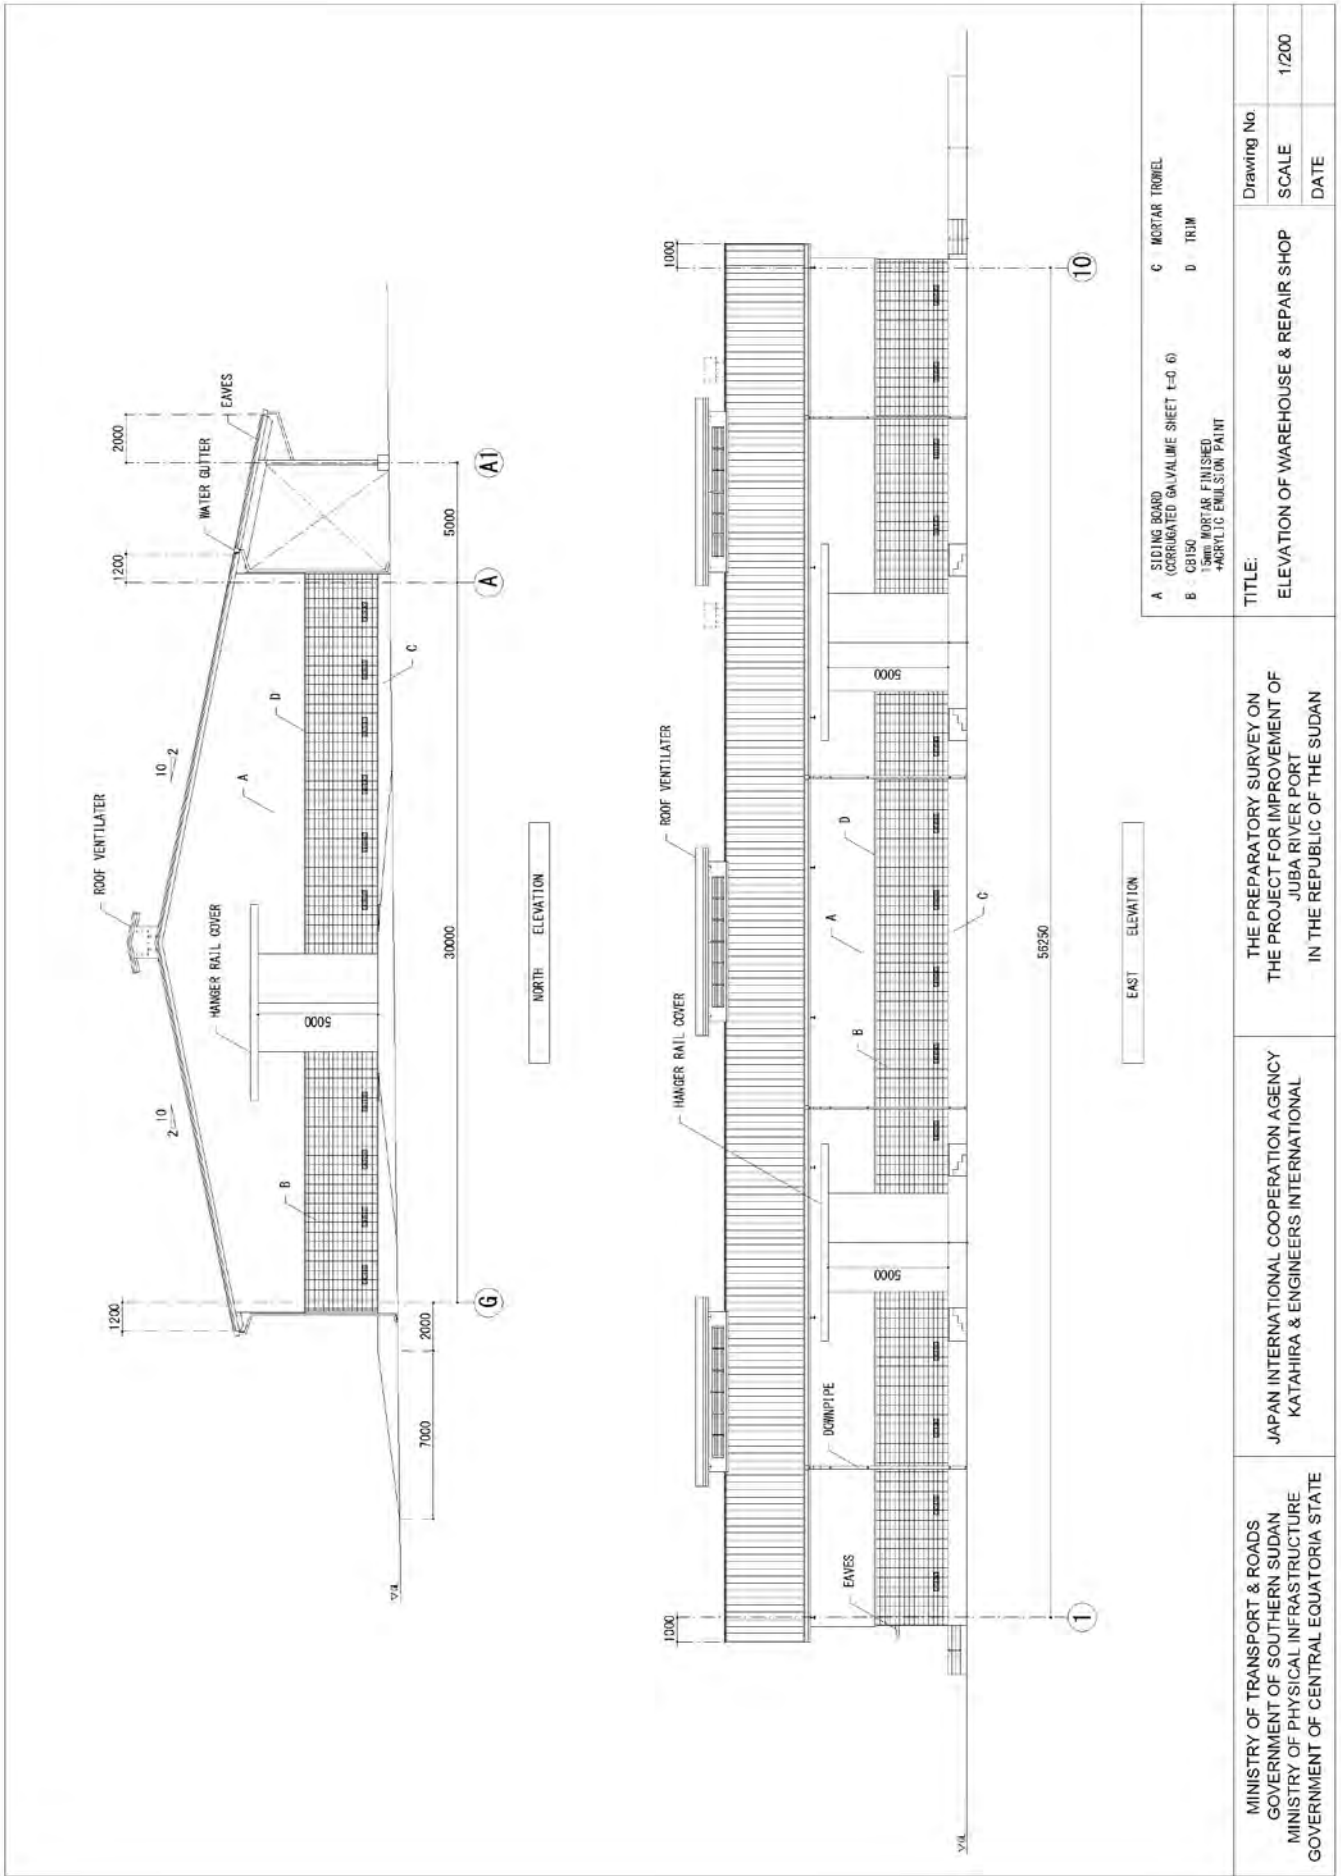 ROOF VENTILATER
1200
10
2
2
10
1200
2000
WATER GUTTER
EAVES
HANGER RAIL COVER
A
D
B
5000
C
G
A
A1
2000
30000
5000
7000
NORTH ELEVATION
1000
ROOF VENTILATER
1000
HANGER RAIL COVER
EAVES
DOWNPIPE
5000
B
A
D
5000
C
1
56250
10
EAST ELEVATION
A SIDING BOARD
(CORRUGATED GALVALUME SHEET t=0.6)
B CB150
15mm MORTAR FINISHED
+ACRYLIC EMULSION PAINT
C MORTAR TROWEL
D TRIM
MINISTRY OF TRANSPORT & ROADS
GOVERNMENT OF SOUTHERN SUDAN
MINISTRY OF PHYSICAL INFRASTRUCTURE
GOVERNMENT OF CENTRAL EQUATORIA STATE
JAPAN INTERNATIONAL COOPERATION AGENCY
KATAHIRA & ENGINEERS INTERNATIONAL
THE PREPARATORY SURVEY ON
THE PROJECT FOR IMPROVEMENT OF
JUBA RIVER PORT
IN THE REPUBLIC OF THE SUDAN
TITLE:
ELEVATION OF WAREHOUSE & REPAIR SHOP
Drawing No.
SCALE 1/200
DATE